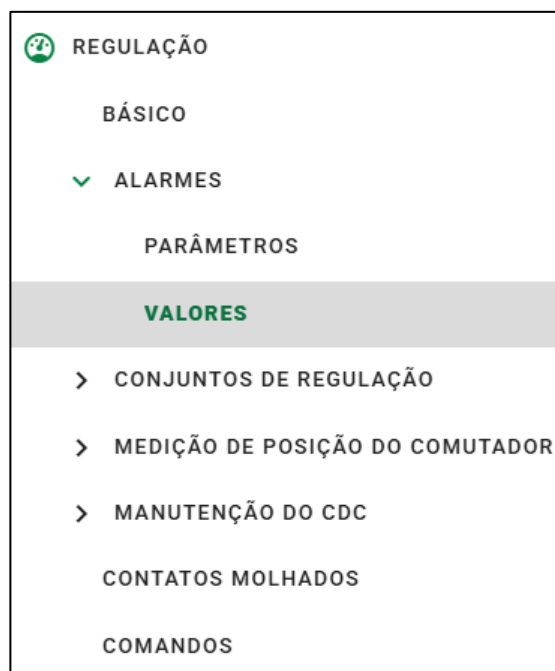 REGULAÇÃO
BÁSICO
ALARMES
PARÂMETROS
VALORES
CONJUNTOS DE REGULAÇÃO
MEDIÇÃO DE POSIÇÃO DO COMUTADOR
MANUTENÇÃO DO CDC
CONTATOS MOLHADOS
COMANDOS